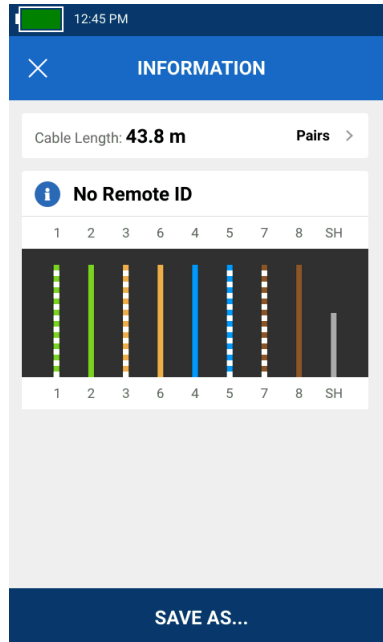 12:45 PM
INFORMATION
Cable Length: 43.8 m Pairs >
i No Remote ID
1 2 3 6 4 5 7 8 SH
1 2 3 6 4 5 7 8 SH
SAVE AS...